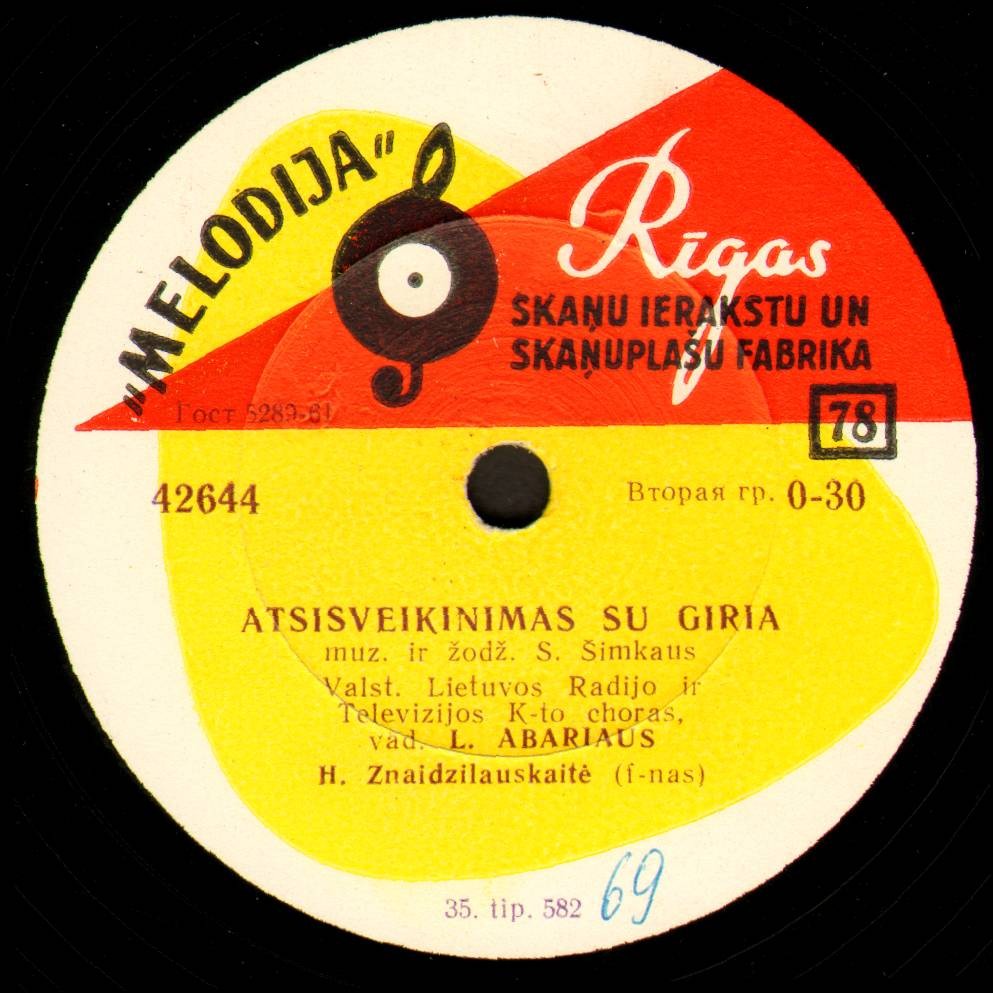 „MELODIJA“
Rīgas
SKAŅU IERAKSTU UN
SKAŅUPLAŠU FABRIKA
Гост 5289-61
78
42644
Вторая гр. 0-30
ATSISVEIKINIMAS SU GIRIA
muz. ir žodž. S. Šimkaus
Valst. Lietuvos Radijo ir
Televizijos K-to choras,
vad. L. ABARIAUS
H. Znaidzilauskaitė (f-nas)
35. tip. 582 69